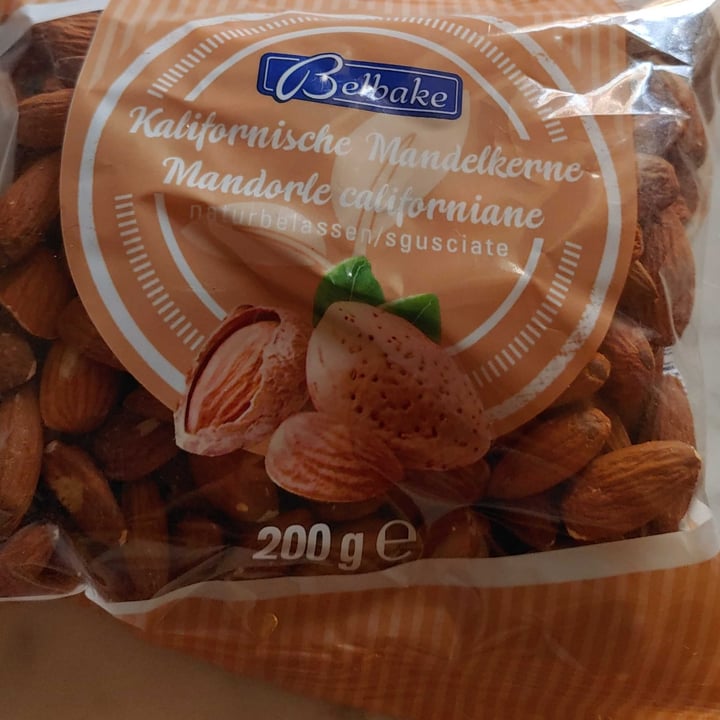 Belbake
Kalifornische Mandelkerne
Mandorle californiane
naturbelassen/sgusciate
200 g ℮